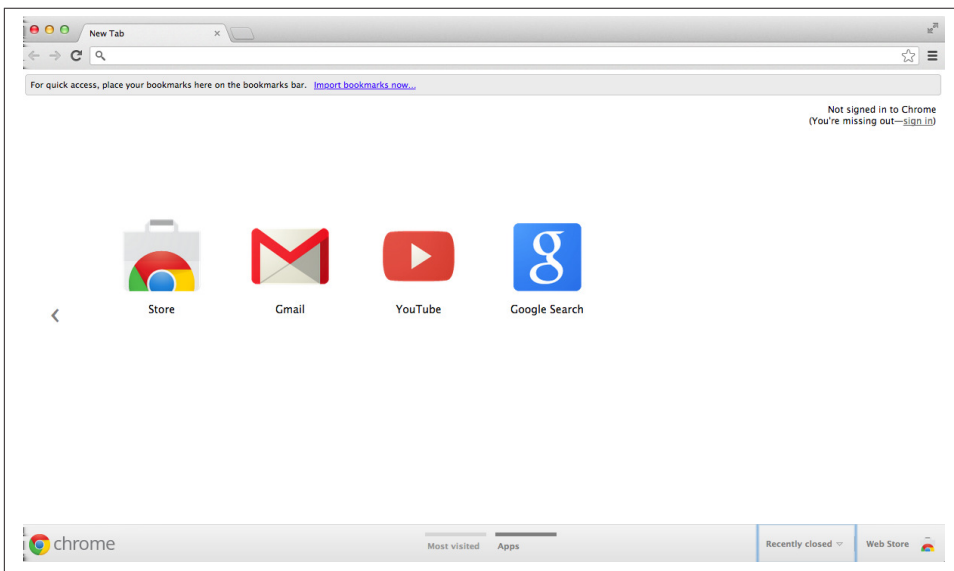 New Tab
For quick access, place your bookmarks here on the bookmarks bar. Import bookmarks now...
Not signed in to Chrome
(You're missing out—sign in)
Store
Gmail
YouTube
Google Search
chrome
Most visited
Apps
Recently closed
Web Store